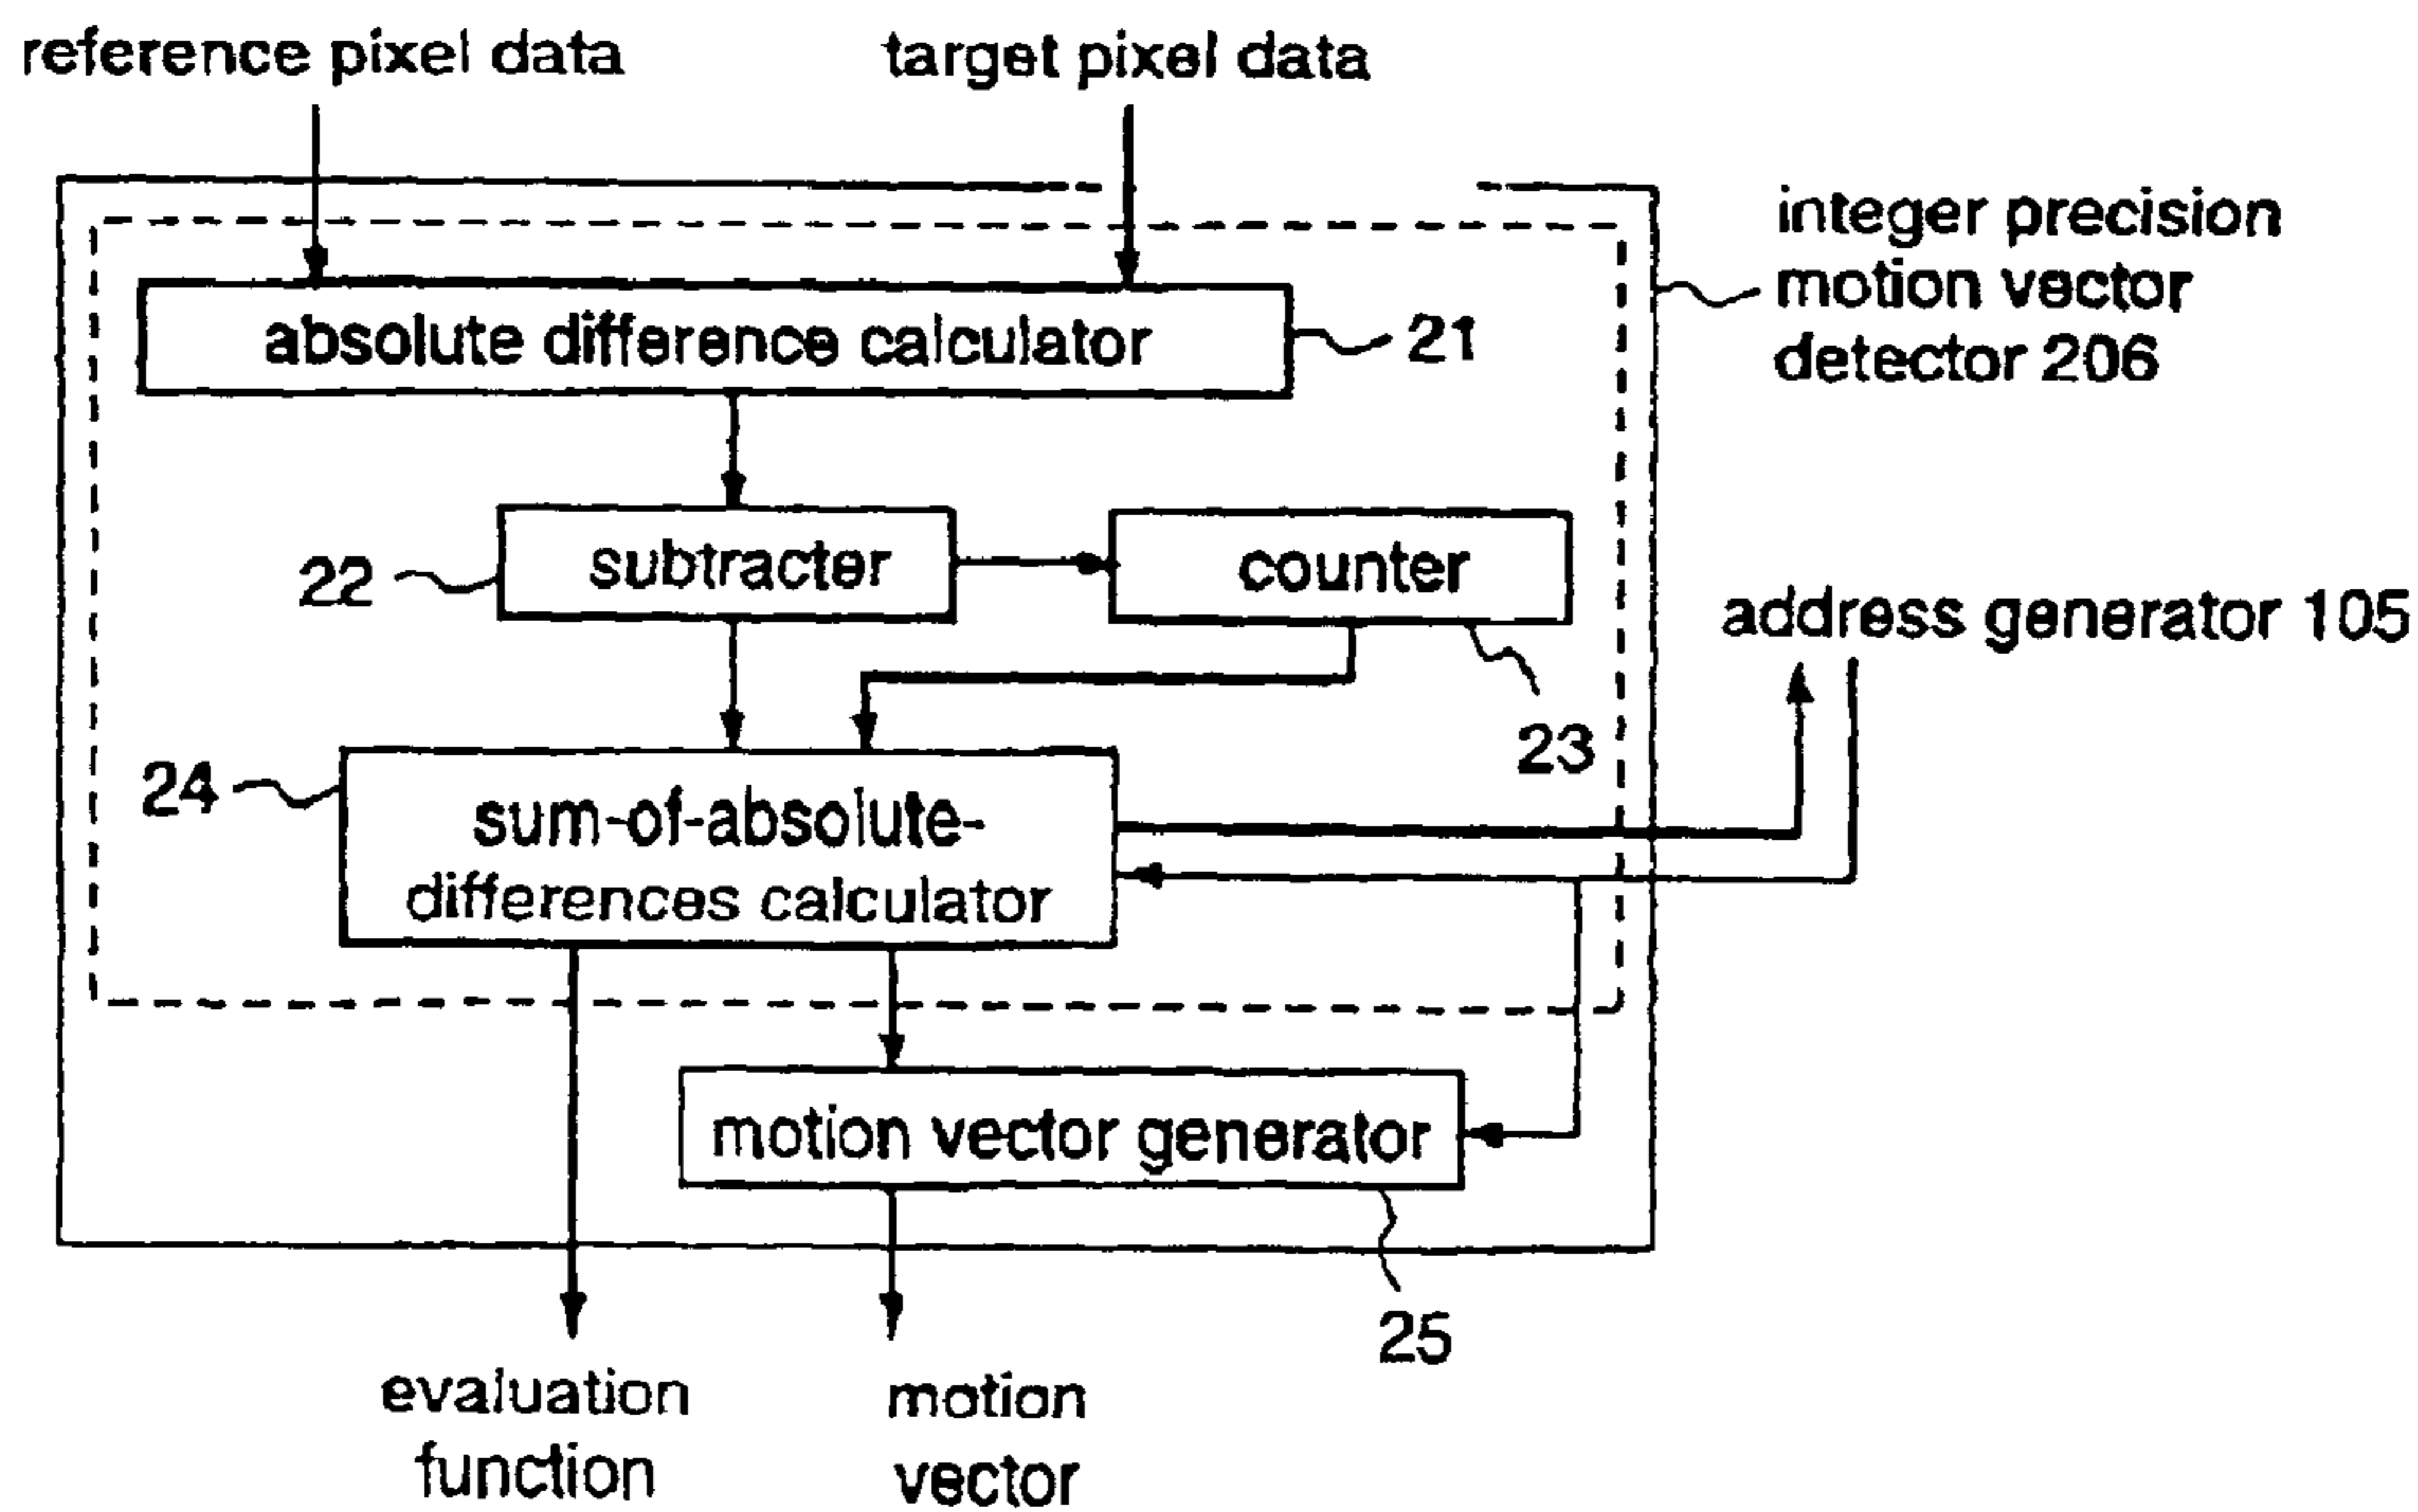 reference pixel data
target pixel data
integer precision
motion vector
detector 206
absolute difference calculator
21
22
subtracter
counter
address generator 105
23
24
sum-of-absolute-
differences calculator
motion vector generator
25
evaluation
function
motion
vector